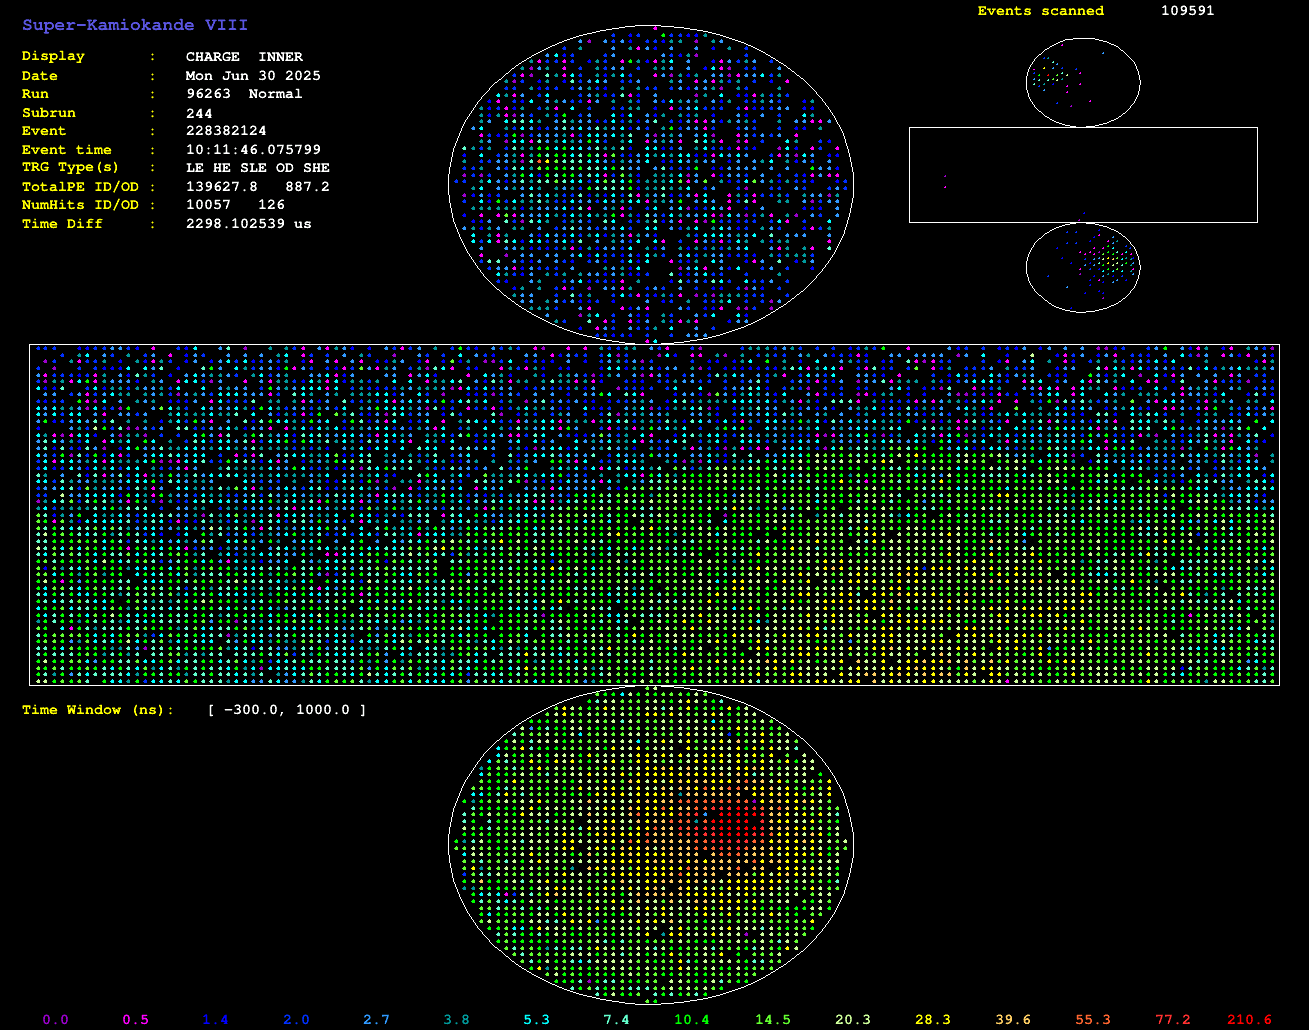 Super-Kamiokande VIII
Events scanned 109591
Display : CHARGE INNER
Date : Mon Jun 30 2025
Run : 96263 Normal
Subrun : 244
Event : 228382124
Event time : 10:11:46.075799
TRG Type(s) : LE HE SLE OD SHE
TotalPE ID/OD : 139627.8 887.2
NumHits ID/OD : 10057 126
Time Diff : 2298.102539 us
Time Window (ns): [ -300.0, 1000.0 ]
0.0 0.5 1.4 2.0 2.7 3.8 5.3 7.4 10.4 14.5 20.3 28.3 39.6 55.3 77.2 210.6